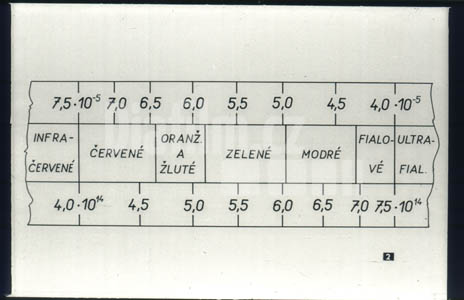 7,5·10⁻⁵ 7,0 6,5 6,0 5,5 5,0 4,5 4,0·10⁻⁵
INFRA-
ČERVENÉ
ČERVENÉ
ORANŽ.
A
ŽLUTÉ
ZELENÉ
MODRÉ
FIALO-
VÉ
ULTRA-
FIAL.
4,0·10¹⁴ 4,5 5,0 5,5 6,0 6,5 7,0 7,5·10¹⁴
2